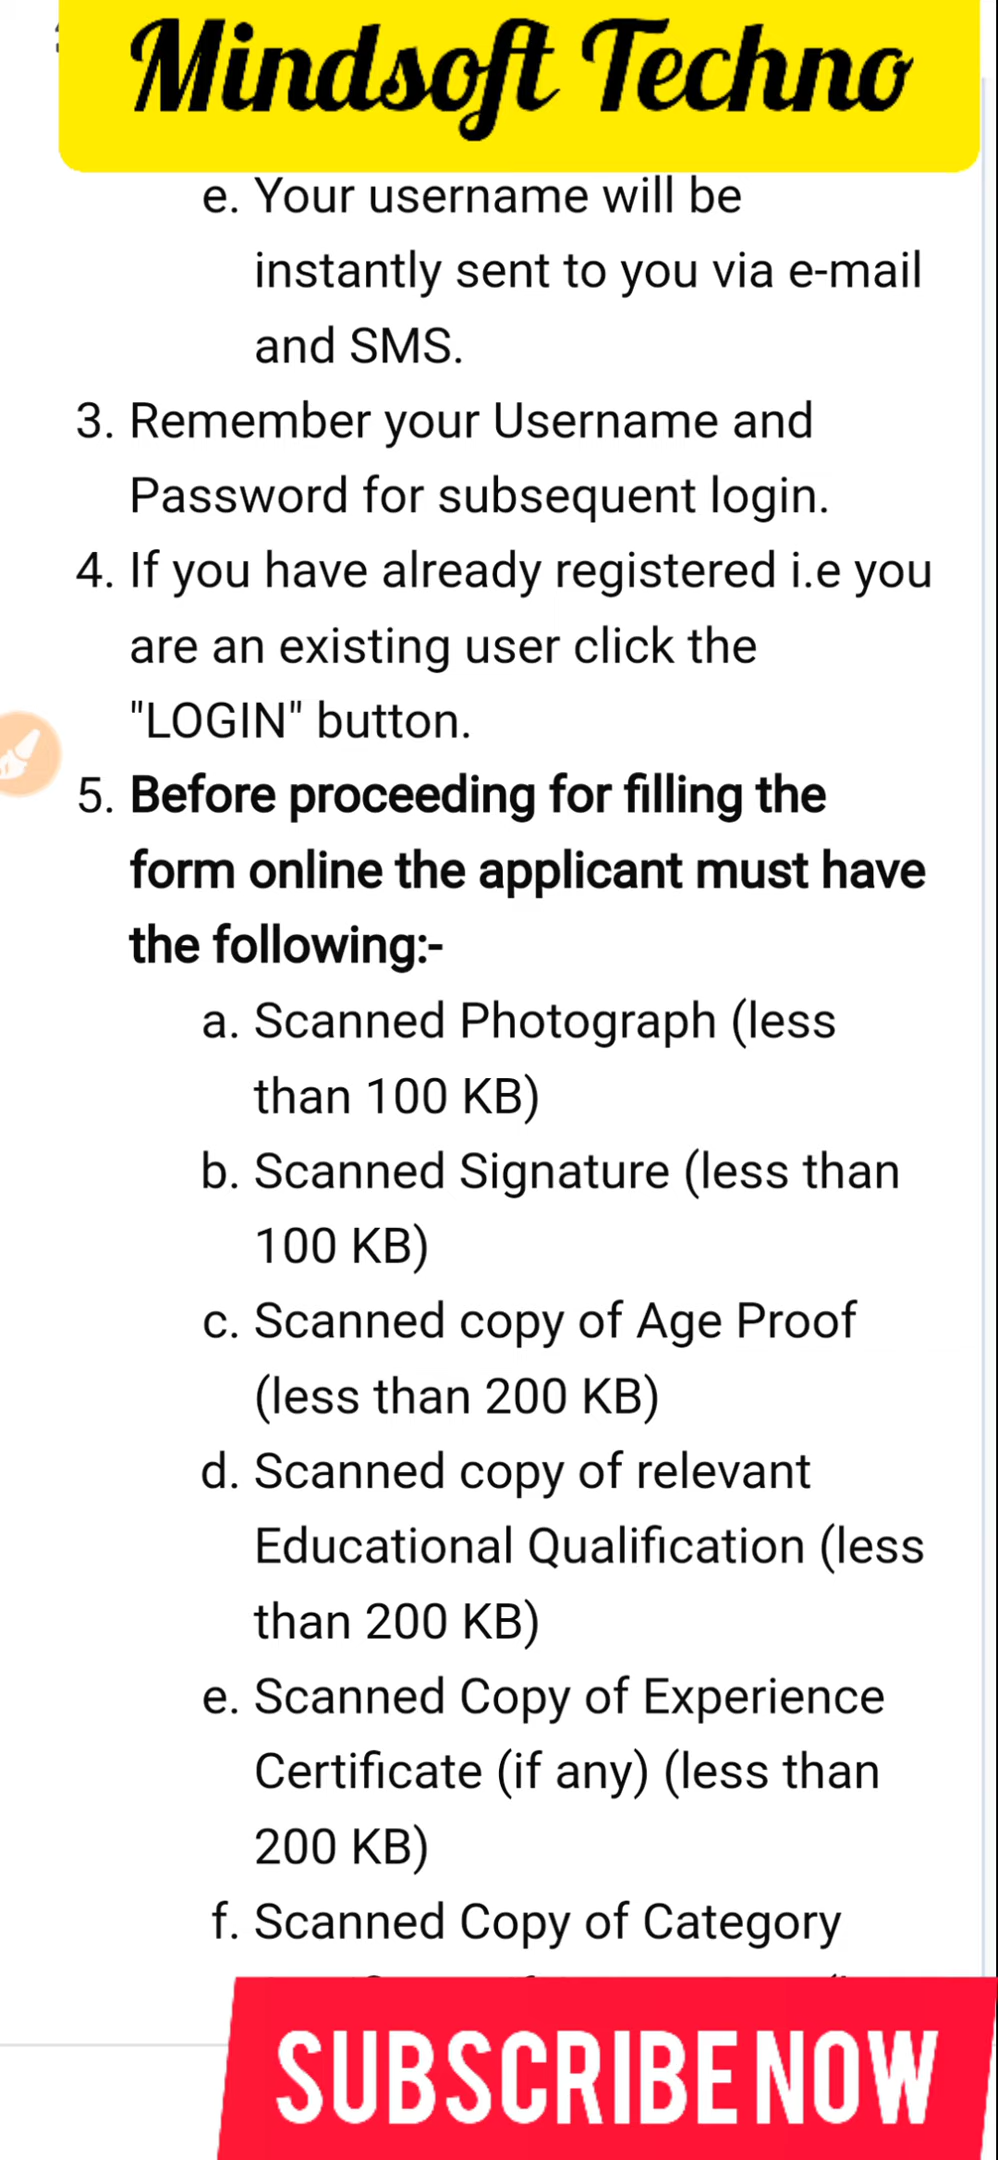 Mindsoft Techno
e. Your username will be
instantly sent to you via e-mail
and SMS.
3. Remember your Username and
Password for subsequent login.
4. If you have already registered i.e you
are an existing user click the
"LOGIN" button.
5. Before proceeding for filling the
form online the applicant must have
the following:-
a. Scanned Photograph (less
than 100 KB)
b. Scanned Signature (less than
100 KB)
c. Scanned copy of Age Proof
(less than 200 KB)
d. Scanned copy of relevant
Educational Qualification (less
than 200 KB)
e. Scanned Copy of Experience
Certificate (if any) (less than
200 KB)
f. Scanned Copy of Category
SUBSCRIBE NOW